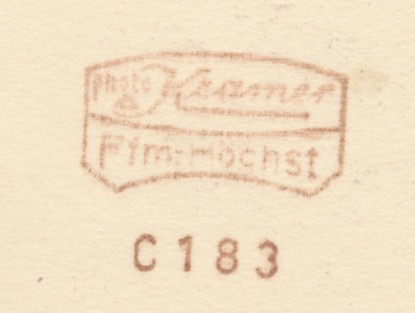 Photo Kramer
Ffm:-Höchst
C183